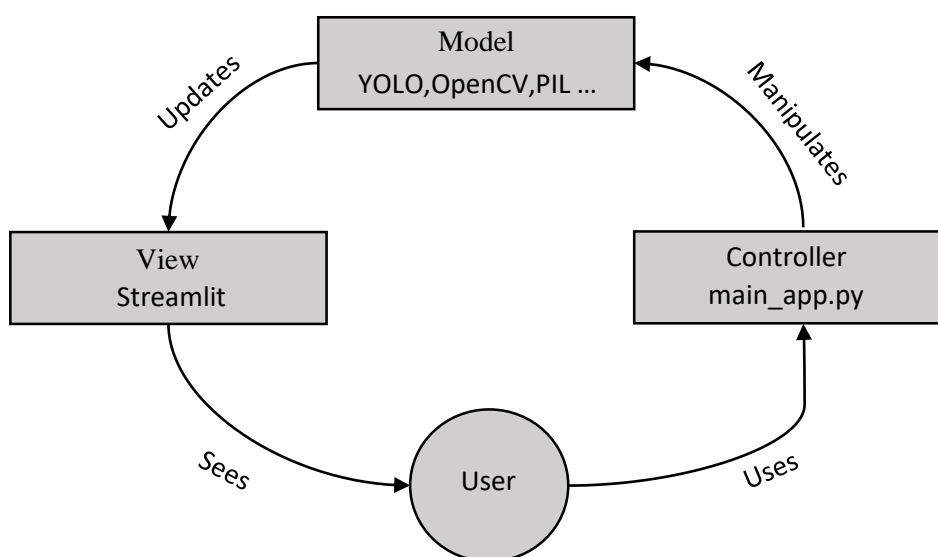 Model
YOLO,OpenCV,PIL ...
Updates
Manipulates
View
Streamlit
Controller
main_app.py
Sees
User
Uses